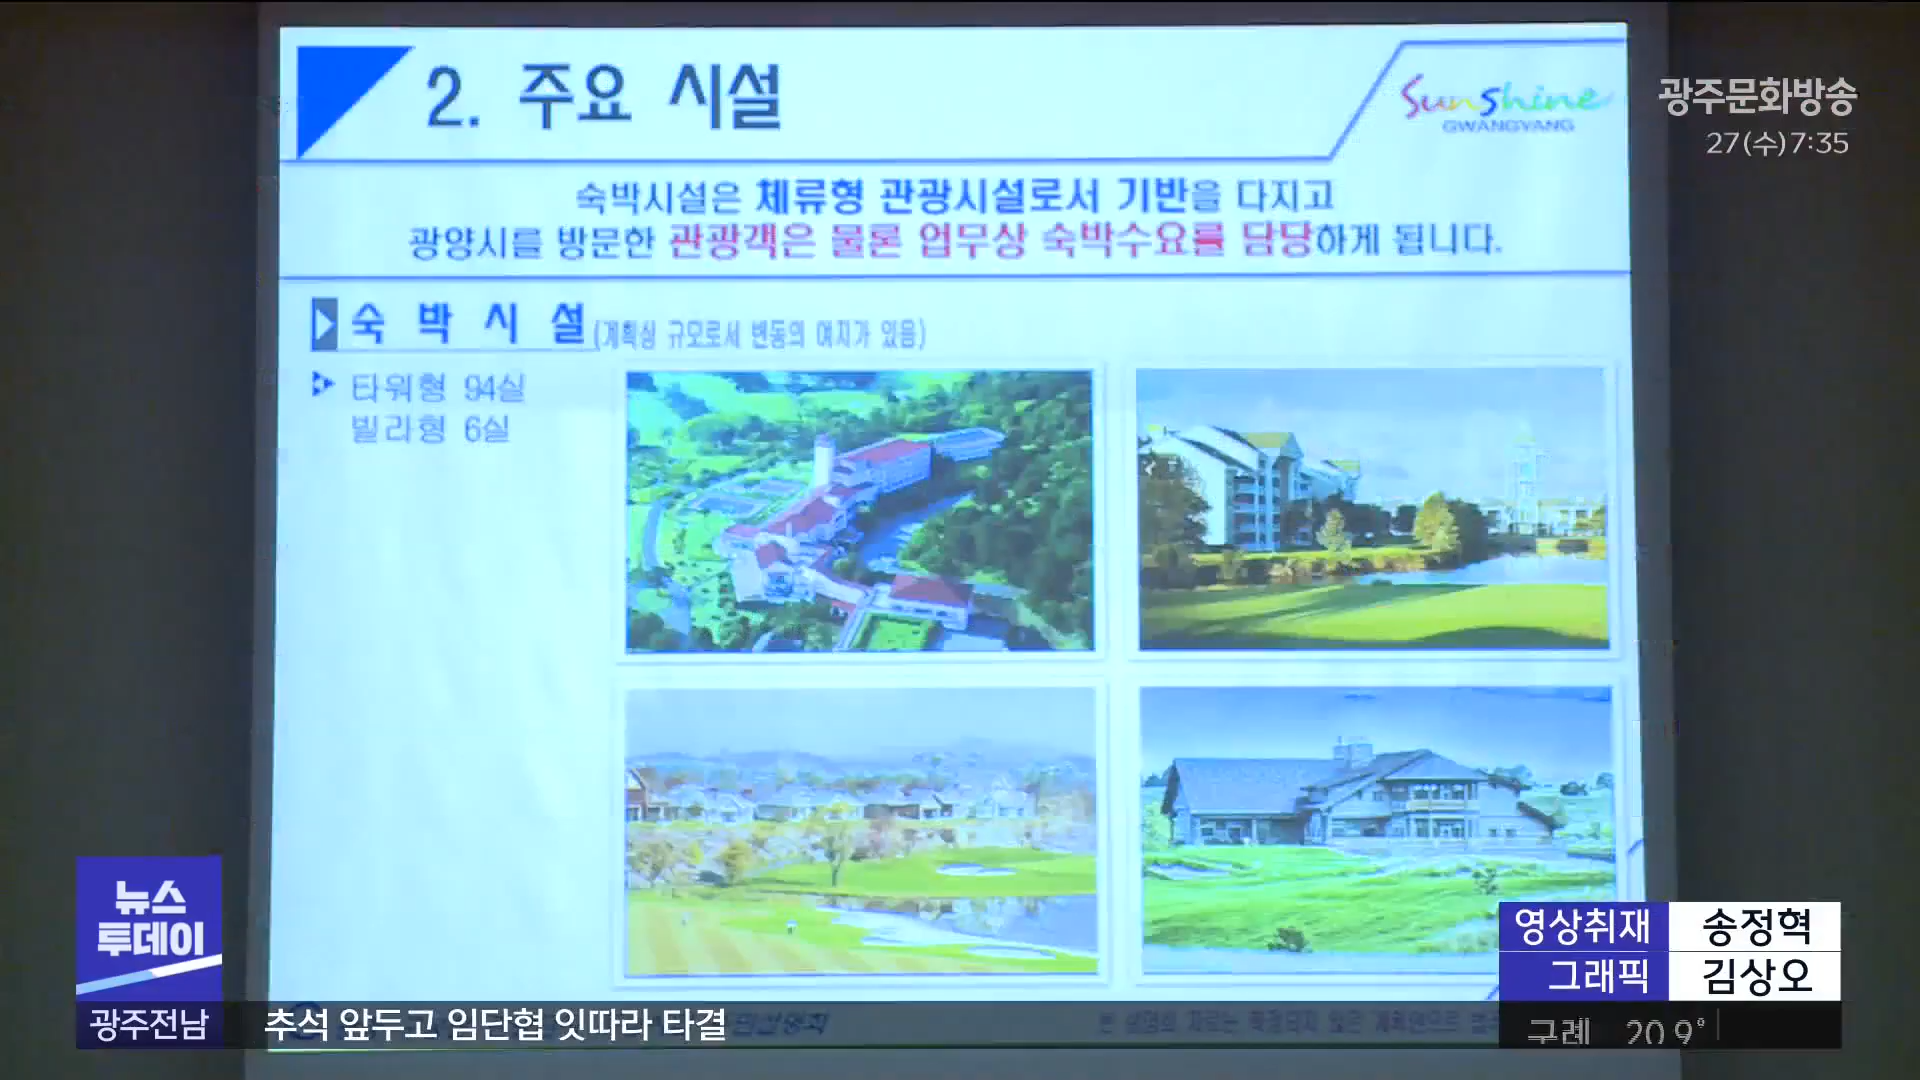 2. 주요 시설
Sunshine
GWANGYANG
광주문화방송
27(수)7:35
숙박시설은 체류형 관광시설로서 기반을 다지고
광양시를 방문한 관광객은 물론 업무상 숙박수요를 담당하게 됩니다.
숙박시설 (계획상 규모로서 변동의 여지가 있음)
타워형 94실
빌라형 6실
뉴스
투데이
영상취재 송정혁
그래픽 김상오
광주전남 추석 앞두고 임단협 잇따라 타결
구례 20.9°